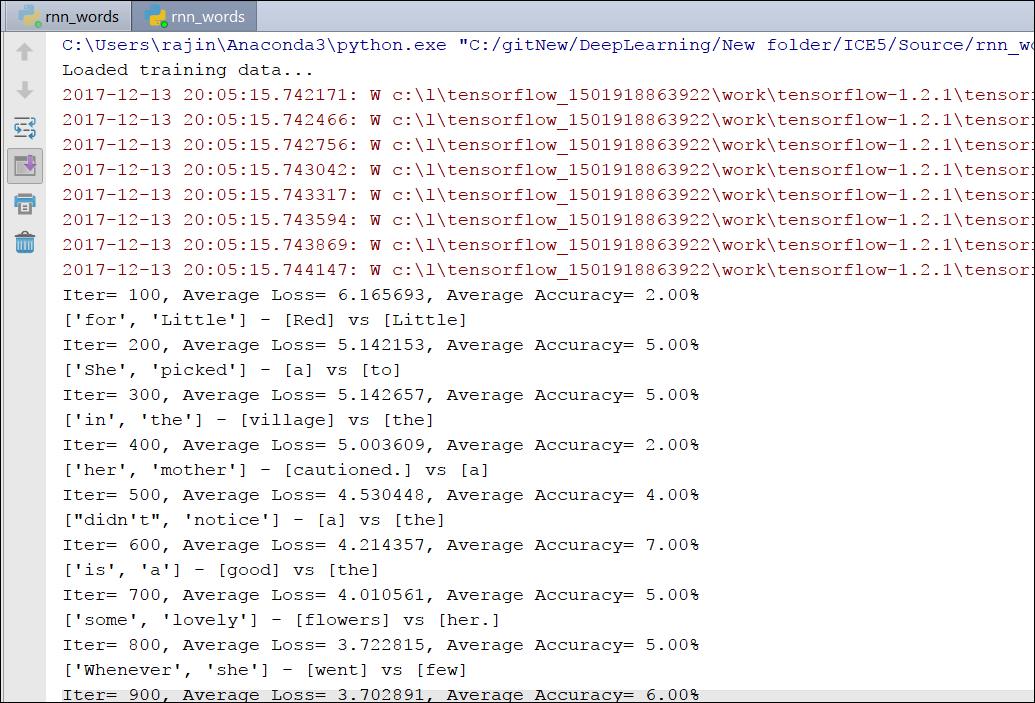 rnn_words
rnn_words
C:\Users\rajin\Anaconda3\python.exe "C:/gitNew/DeepLearning/New folder/ICE5/Source/rnn_wo
Loaded training data...
2017-12-13 20:05:15.742171: W c:\l\tensorflow_1501918863922\work\tensorflow-1.2.1\tensor
2017-12-13 20:05:15.742466: W c:\l\tensorflow_1501918863922\work\tensorflow-1.2.1\tensor
2017-12-13 20:05:15.742756: W c:\l\tensorflow_1501918863922\work\tensorflow-1.2.1\tensor
2017-12-13 20:05:15.743042: W c:\l\tensorflow_1501918863922\work\tensorflow-1.2.1\tensor
2017-12-13 20:05:15.743317: W c:\l\tensorflow_1501918863922\work\tensorflow-1.2.1\tensor
2017-12-13 20:05:15.743594: W c:\l\tensorflow_1501918863922\work\tensorflow-1.2.1\tensor
2017-12-13 20:05:15.743869: W c:\l\tensorflow_1501918863922\work\tensorflow-1.2.1\tensor
2017-12-13 20:05:15.744147: W c:\l\tensorflow_1501918863922\work\tensorflow-1.2.1\tensor
Iter= 100, Average Loss= 6.165693, Average Accuracy= 2.00%
['for', 'Little'] - [Red] vs [Little]
Iter= 200, Average Loss= 5.142153, Average Accuracy= 5.00%
['She', 'picked'] - [a] vs [to]
Iter= 300, Average Loss= 5.142657, Average Accuracy= 5.00%
['in', 'the'] - [village] vs [the]
Iter= 400, Average Loss= 5.003609, Average Accuracy= 2.00%
['her', 'mother'] - [cautioned.] vs [a]
Iter= 500, Average Loss= 4.530448, Average Accuracy= 4.00%
["didn't", 'notice'] - [a] vs [the]
Iter= 600, Average Loss= 4.214357, Average Accuracy= 7.00%
['is', 'a'] - [good] vs [the]
Iter= 700, Average Loss= 4.010561, Average Accuracy= 5.00%
['some', 'lovely'] - [flowers] vs [her.]
Iter= 800, Average Loss= 3.722815, Average Accuracy= 5.00%
['Whenever', 'she'] - [went] vs [few]
Iter= 900, Average Loss= 3.702891, Average Accuracy= 6.00%